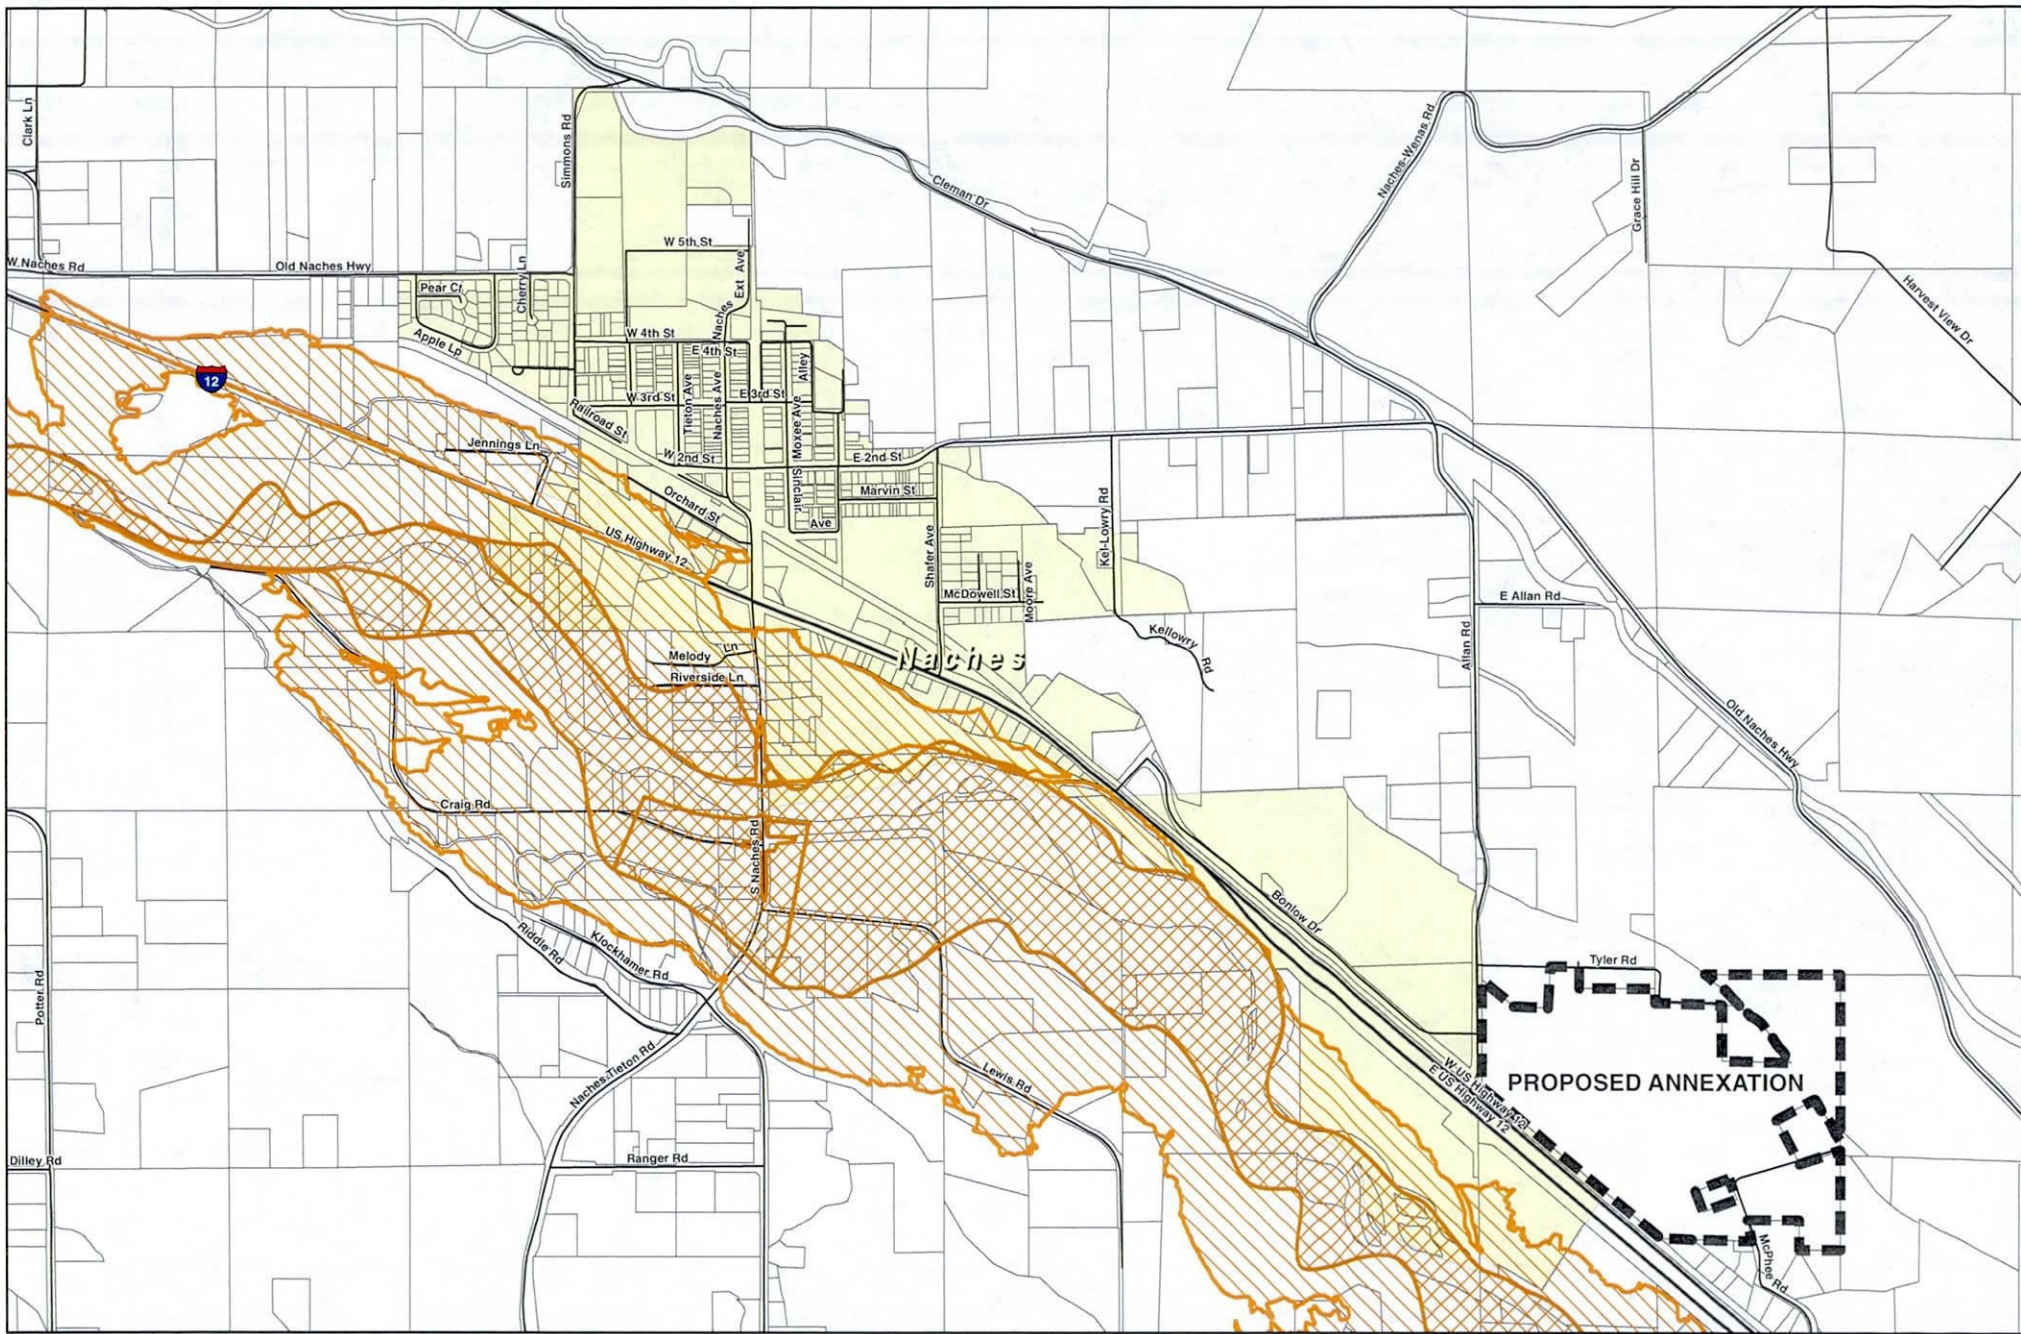 Clark Ln
Simmons Rd
Cleman Dr
Naches-Wenas Rd
Grace Hill Dr
W Naches Rd
Old Naches Hwy
W 5th St
Pear Ct
Cherry Ln
Naches Ext Ave
Harvest View Dr
Apple Lp
W 4th St
E 4th St
Alley
12
W 3rd St
Tieton Ave
Naches Ave
E 3rd St
Moxee Ave
Railroad St
Jennings Ln
W 2nd St
E 2nd St
Sinclair
Marvin St
Orchard St
Ave
US Highway 12
Shafer Ave
Kel-Lowry Rd
McDowell St
Moore Ave
E Allan Rd
Allan Rd
Kellowry Rd
Naches
Melody Ln
Riverside Ln
Old Naches Hwy
Craig Rd
S Naches Rd
Bonlow Dr
Riddle Rd
Klockhamer Rd
Tyler Rd
Potter Rd
Naches-Tieton Rd
Lewis Rd
W US Highway 12
E US Highway 12
PROPOSED ANNEXATION
Dilley Rd
Ranger Rd
McPhee Rd